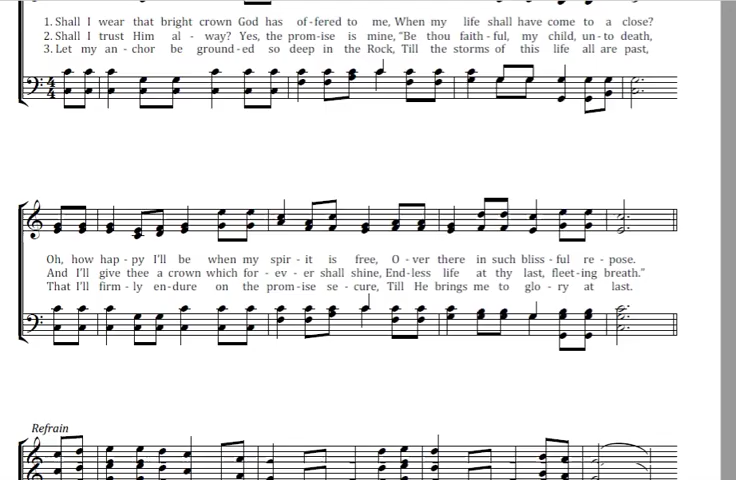 1. Shall I wear that bright crown God has of-fered to me, When my life shall have come to a close?
2. Shall I trust Him al - way? Yes, the prom-ise is mine, “Be thou faith - ful, my child, un - to death,
3. Let my an - chor be ground - ed so deep in the Rock, Till the storms of this life all are past,
Oh, how hap - py I'll be when my spir - it is free, O - ver there in such bliss - ful re - pose.
And I'll give thee a crown which for - ev - er shall shine, End-less life at thy last, fleet-ing breath.”
That I'll firm - ly en-dure on the prom-ise se - cure, Till He brings me to glo - ry at last.
Refrain